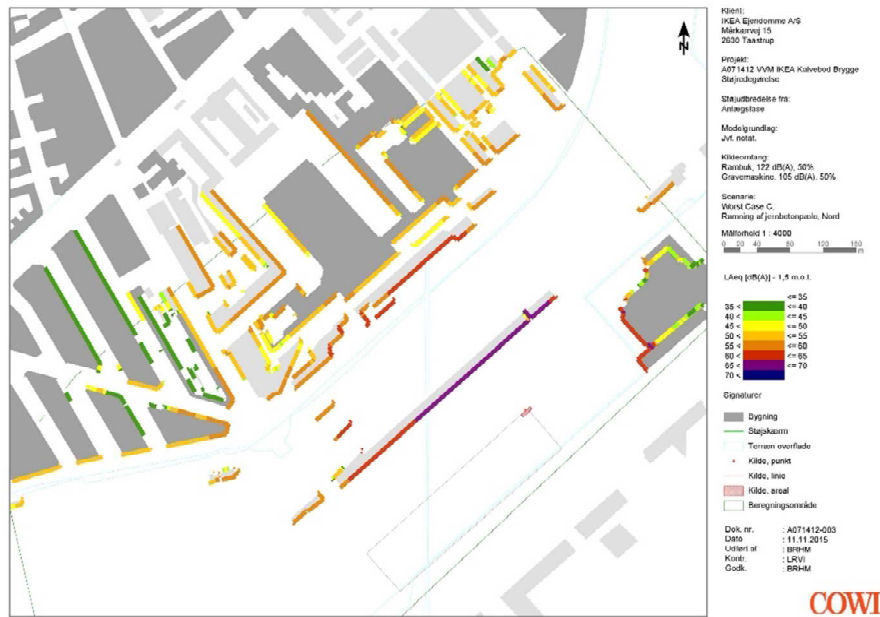 Klient:
IKEA Ejendomme A/S
Mårkærvej 15
2630 Taastrup
Projekt:
A071412 VVM IKEA Kalvebod Brygge
Støjredegørelse
Støjudbredelse fra:
Anlægsfase
Modelgrundlag:
Jvf. notat.
Kildeomfang:
Rambuk, 122 dB(A), 50%
Gravemaskine, 105 dB(A), 50%
Scenarie:
Worst Case C,
Ramning af jernbetonpæle, Nord
Målforhold 1 : 4000
0 20 40 80 120 160
m
LAeq [dB(A)] - 1,5 m.o.t.
<= 35
35 < <= 40
40 < <= 45
45 < <= 50
50 < <= 55
55 < <= 60
60 < <= 65
65 < <= 70
70 <
Signaturer
Bygning
Støjskærm
Terræn overflade
Kilde, punkt
Kilde, linie
Kilde, areal
Beregningsområde
Dok. nr. : A071412-003
Dato : 11.11.2015
Udført af : BRHM
Kontr. : LRVI
Godk. : BRHM
N
COWI